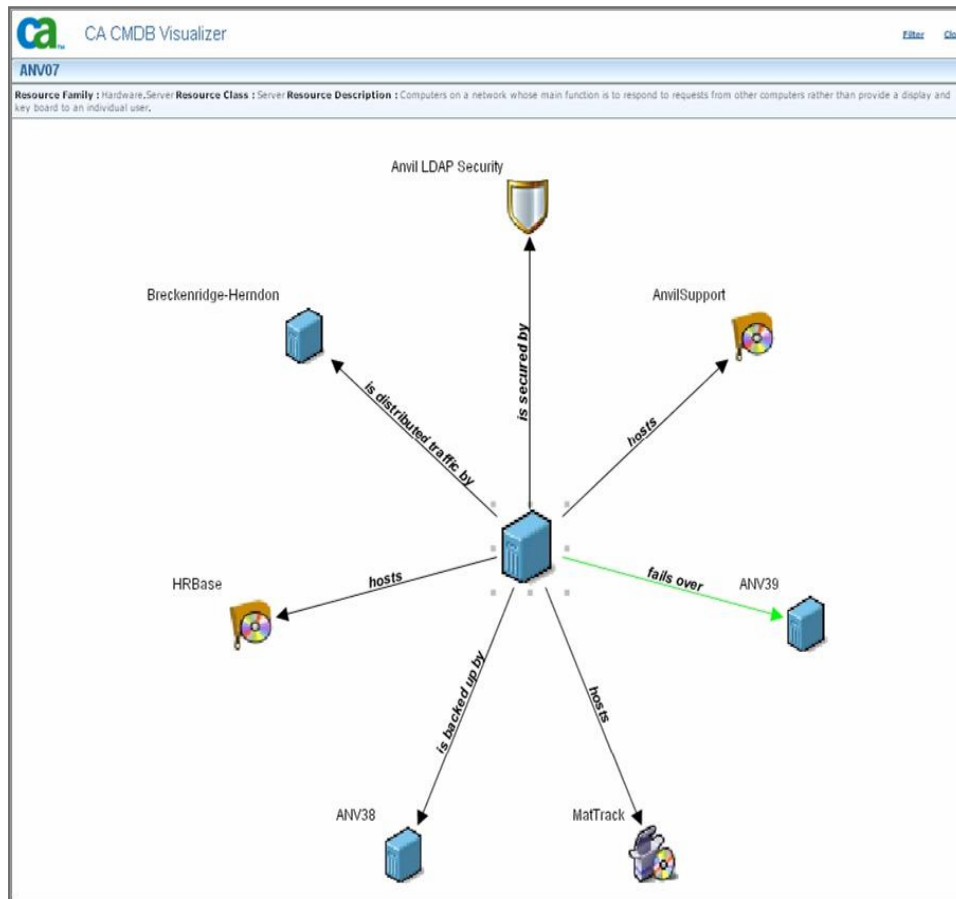 ca™ CA CMDB Visualizer Filter Clo
ANV07
Resource Family : Hardware.Server Resource Class : Server Resource Description : Computers on a network whose main function is to respond to requests from other computers rather than provide a display and
key board to an individual user.
Anvil LDAP Security
Breckenridge-Herndon
AnvilSupport
is secured by
is distributed traffic by
hosts
HRBase
hosts
fails over
ANV39
is backed up by
hosts
ANV38
MatTrack